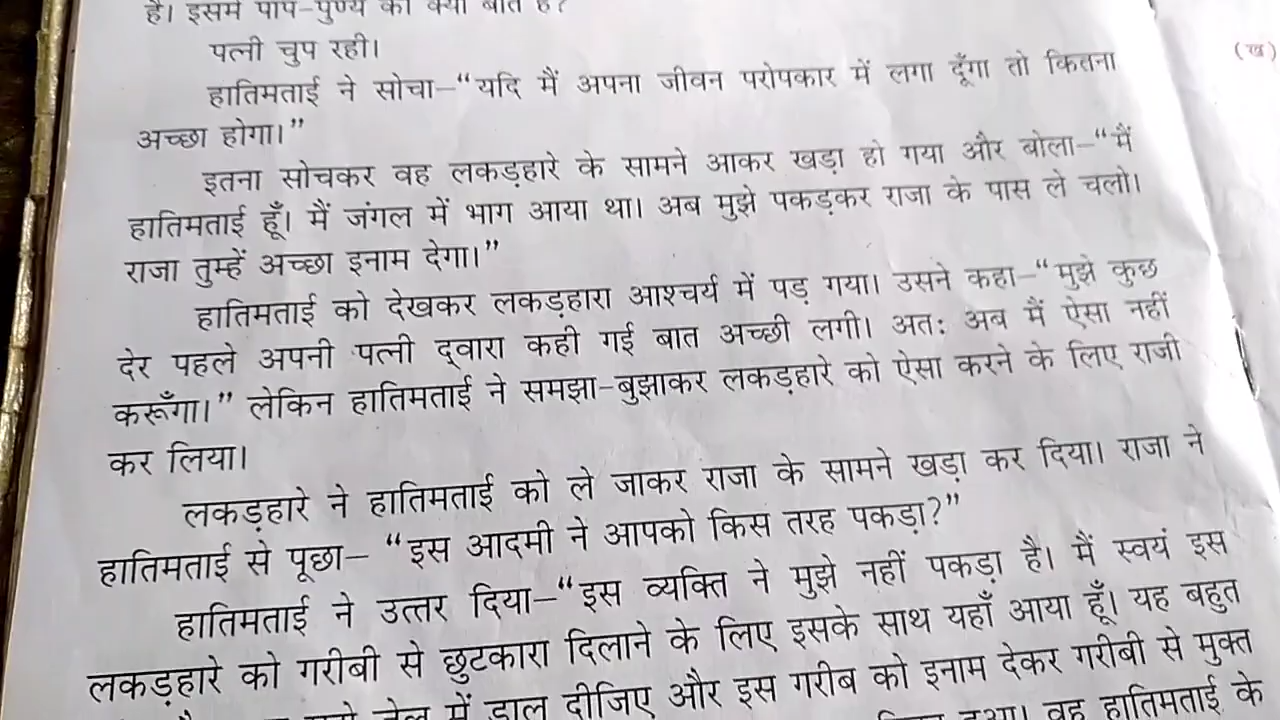 है। इसमें पाप-पुण्य की क्या बात है?
पत्नी चुप रही।
हातिमताई ने सोचा–“यदि मैं अपना जीवन परोपकार में लगा दूँगा तो कितना
अच्छा होगा।”
इतना सोचकर वह लकड़हारे के सामने आकर खड़ा हो गया और बोला–“मैं
हातिमताई हूँ। मैं जंगल में भाग आया था। अब मुझे पकड़कर राजा के पास ले चलो।
राजा तुम्हें अच्छा इनाम देगा।”
हातिमताई को देखकर लकड़हारा आश्चर्य में पड़ गया। उसने कहा–“मुझे कुछ
देर पहले अपनी पत्नी द्वारा कही गई बात अच्छी लगी। अतः अब मैं ऐसा नहीं
करूँगा।” लेकिन हातिमताई ने समझा-बुझाकर लकड़हारे को ऐसा करने के लिए राजी
कर लिया।
लकड़हारे ने हातिमताई को ले जाकर राजा के सामने खड़ा कर दिया। राजा ने
हातिमताई से पूछा– “इस आदमी ने आपको किस तरह पकड़ा?”
हातिमताई ने उत्तर दिया–“इस व्यक्ति ने मुझे नहीं पकड़ा है। मैं स्वयं इस
लकड़हारे को गरीबी से छुटकारा दिलाने के लिए इसके साथ यहाँ आया हूँ। यह बहुत
जेल में डाल दीजिए और इस गरीब को इनाम देकर गरीबी से मुक्त
हुआ। वह हातिमताई के
(ख)